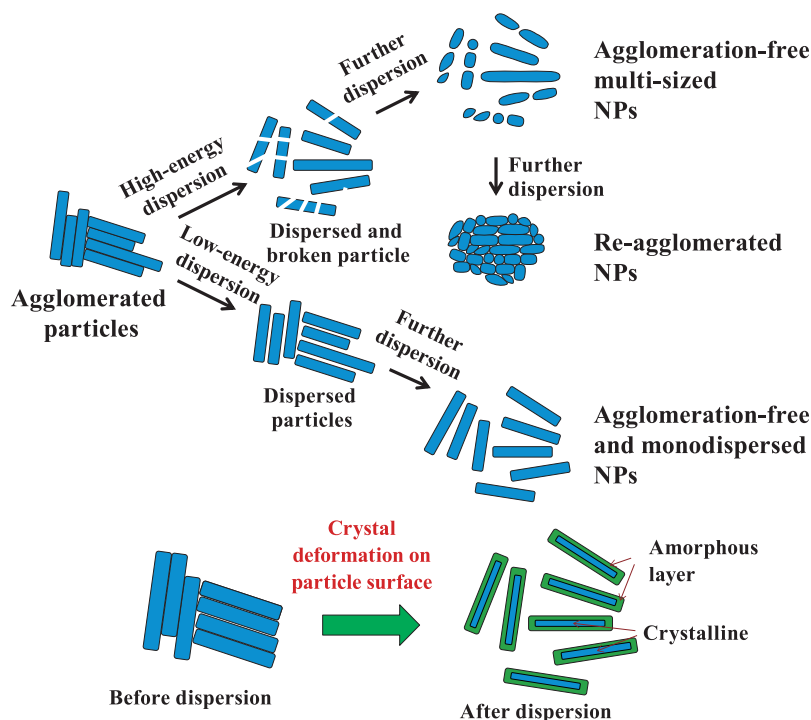 Further
dispersion
Agglomeration-free
multi-sized
NPs
High-energy
dispersion
Further
dispersion
Dispersed and
broken particle
Re-agglomerated
NPs
Agglomerated
particles
Low-energy
dispersion
Further
dispersion
Dispersed
particles
Agglomeration-free
and monodispersed
NPs
Crystal
deformation on
particle surface
Amorphous
layer
Crystalline
Before dispersion
After dispersion